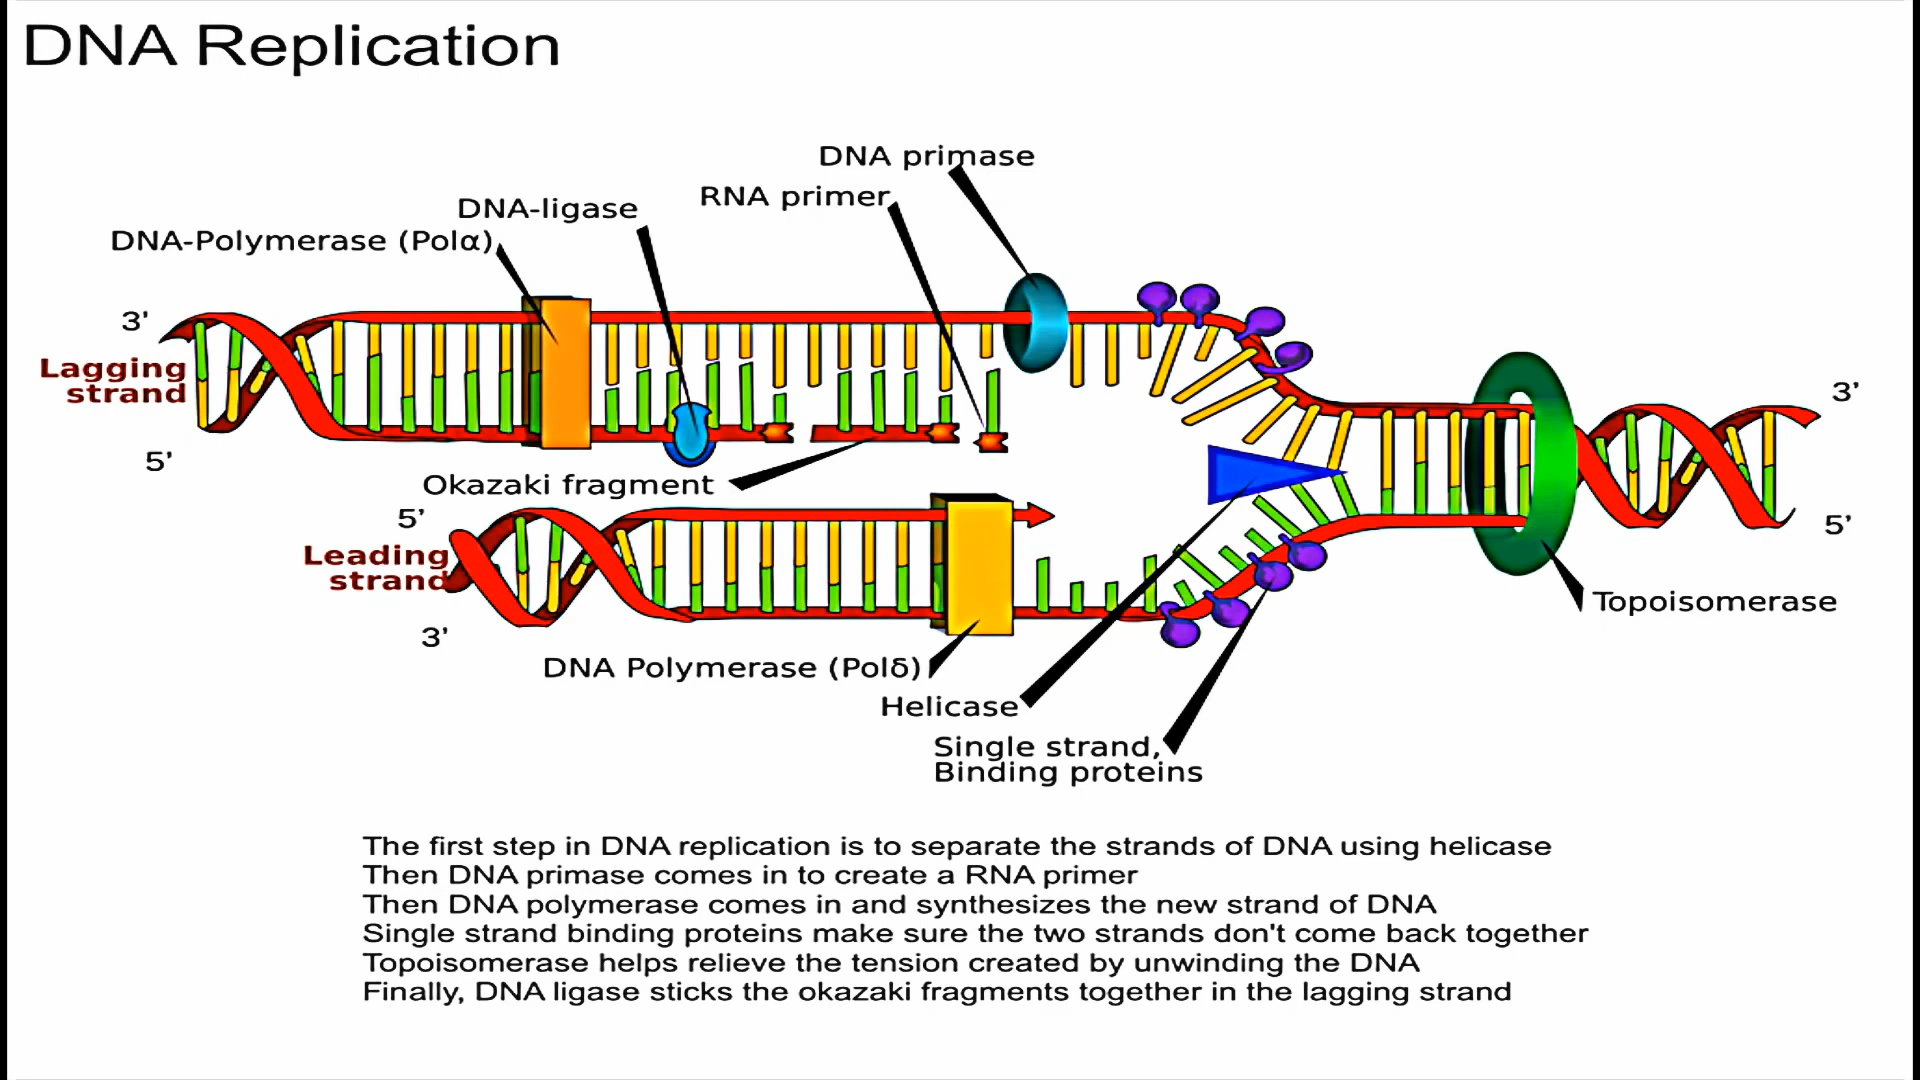 DNA Replication
DNA primase
RNA primer
DNA-ligase
DNA-Polymerase (Polα)
3’
Lagging
strand
5’
3’
5’
Okazaki fragment
5’
Leading
strand
3’
Topoisomerase
DNA Polymerase (Polδ)
Helicase
Single strand,
Binding proteins
The first step in DNA replication is to separate the strands of DNA using helicase
Then DNA primase comes in to create a RNA primer
Then DNA polymerase comes in and synthesizes the new strand of DNA
Single strand binding proteins make sure the two strands don't come back together
Topoisomerase helps relieve the tension created by unwinding the DNA
Finally, DNA ligase sticks the okazaki fragments together in the lagging strand